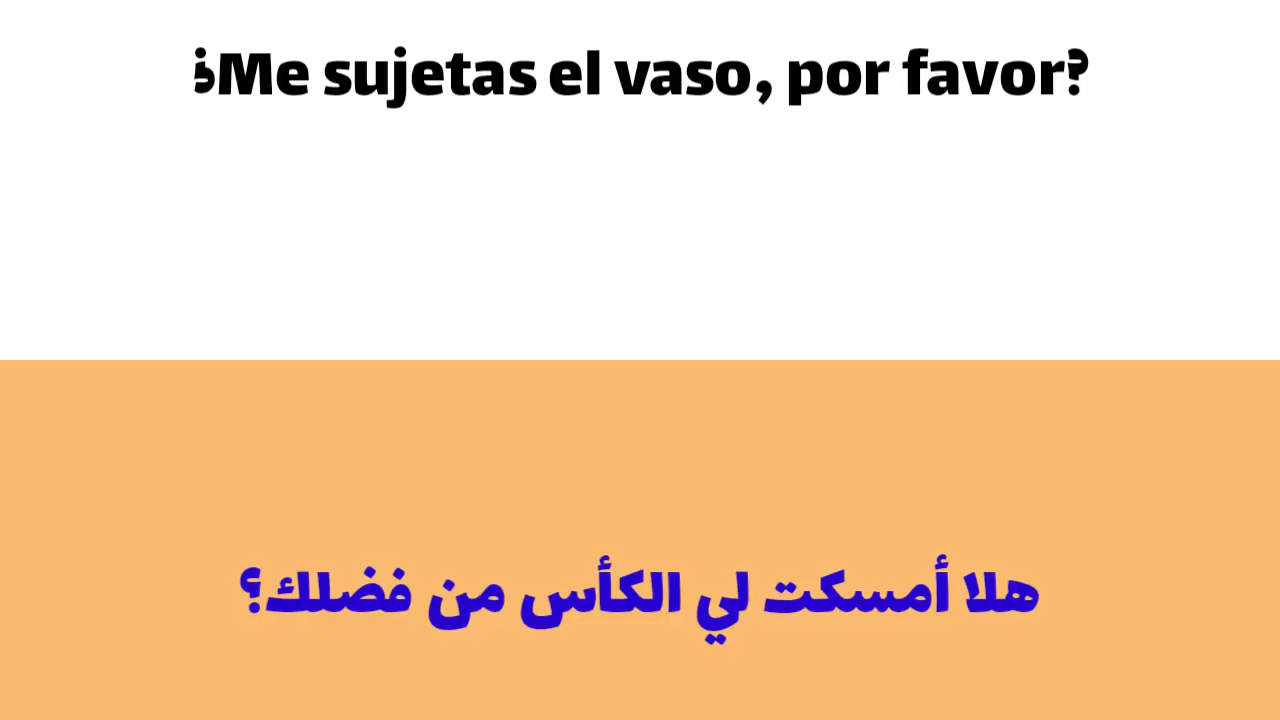 ¿Me sujetas el vaso, por favor?
هلا أمسكت لي الكأس من فضلك؟